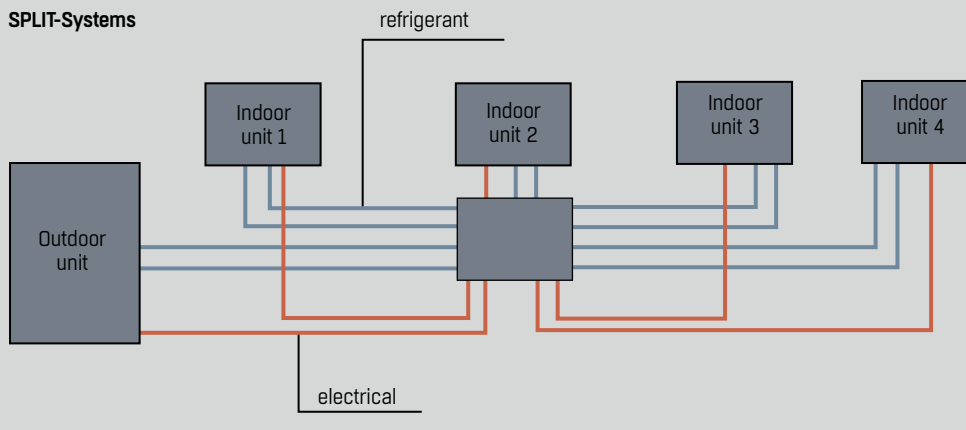 SPLIT-Systems
refrigerant
Indoor
unit 1
Indoor
unit 2
Indoor
unit 3
Indoor
unit 4
Outdoor
unit
electrical